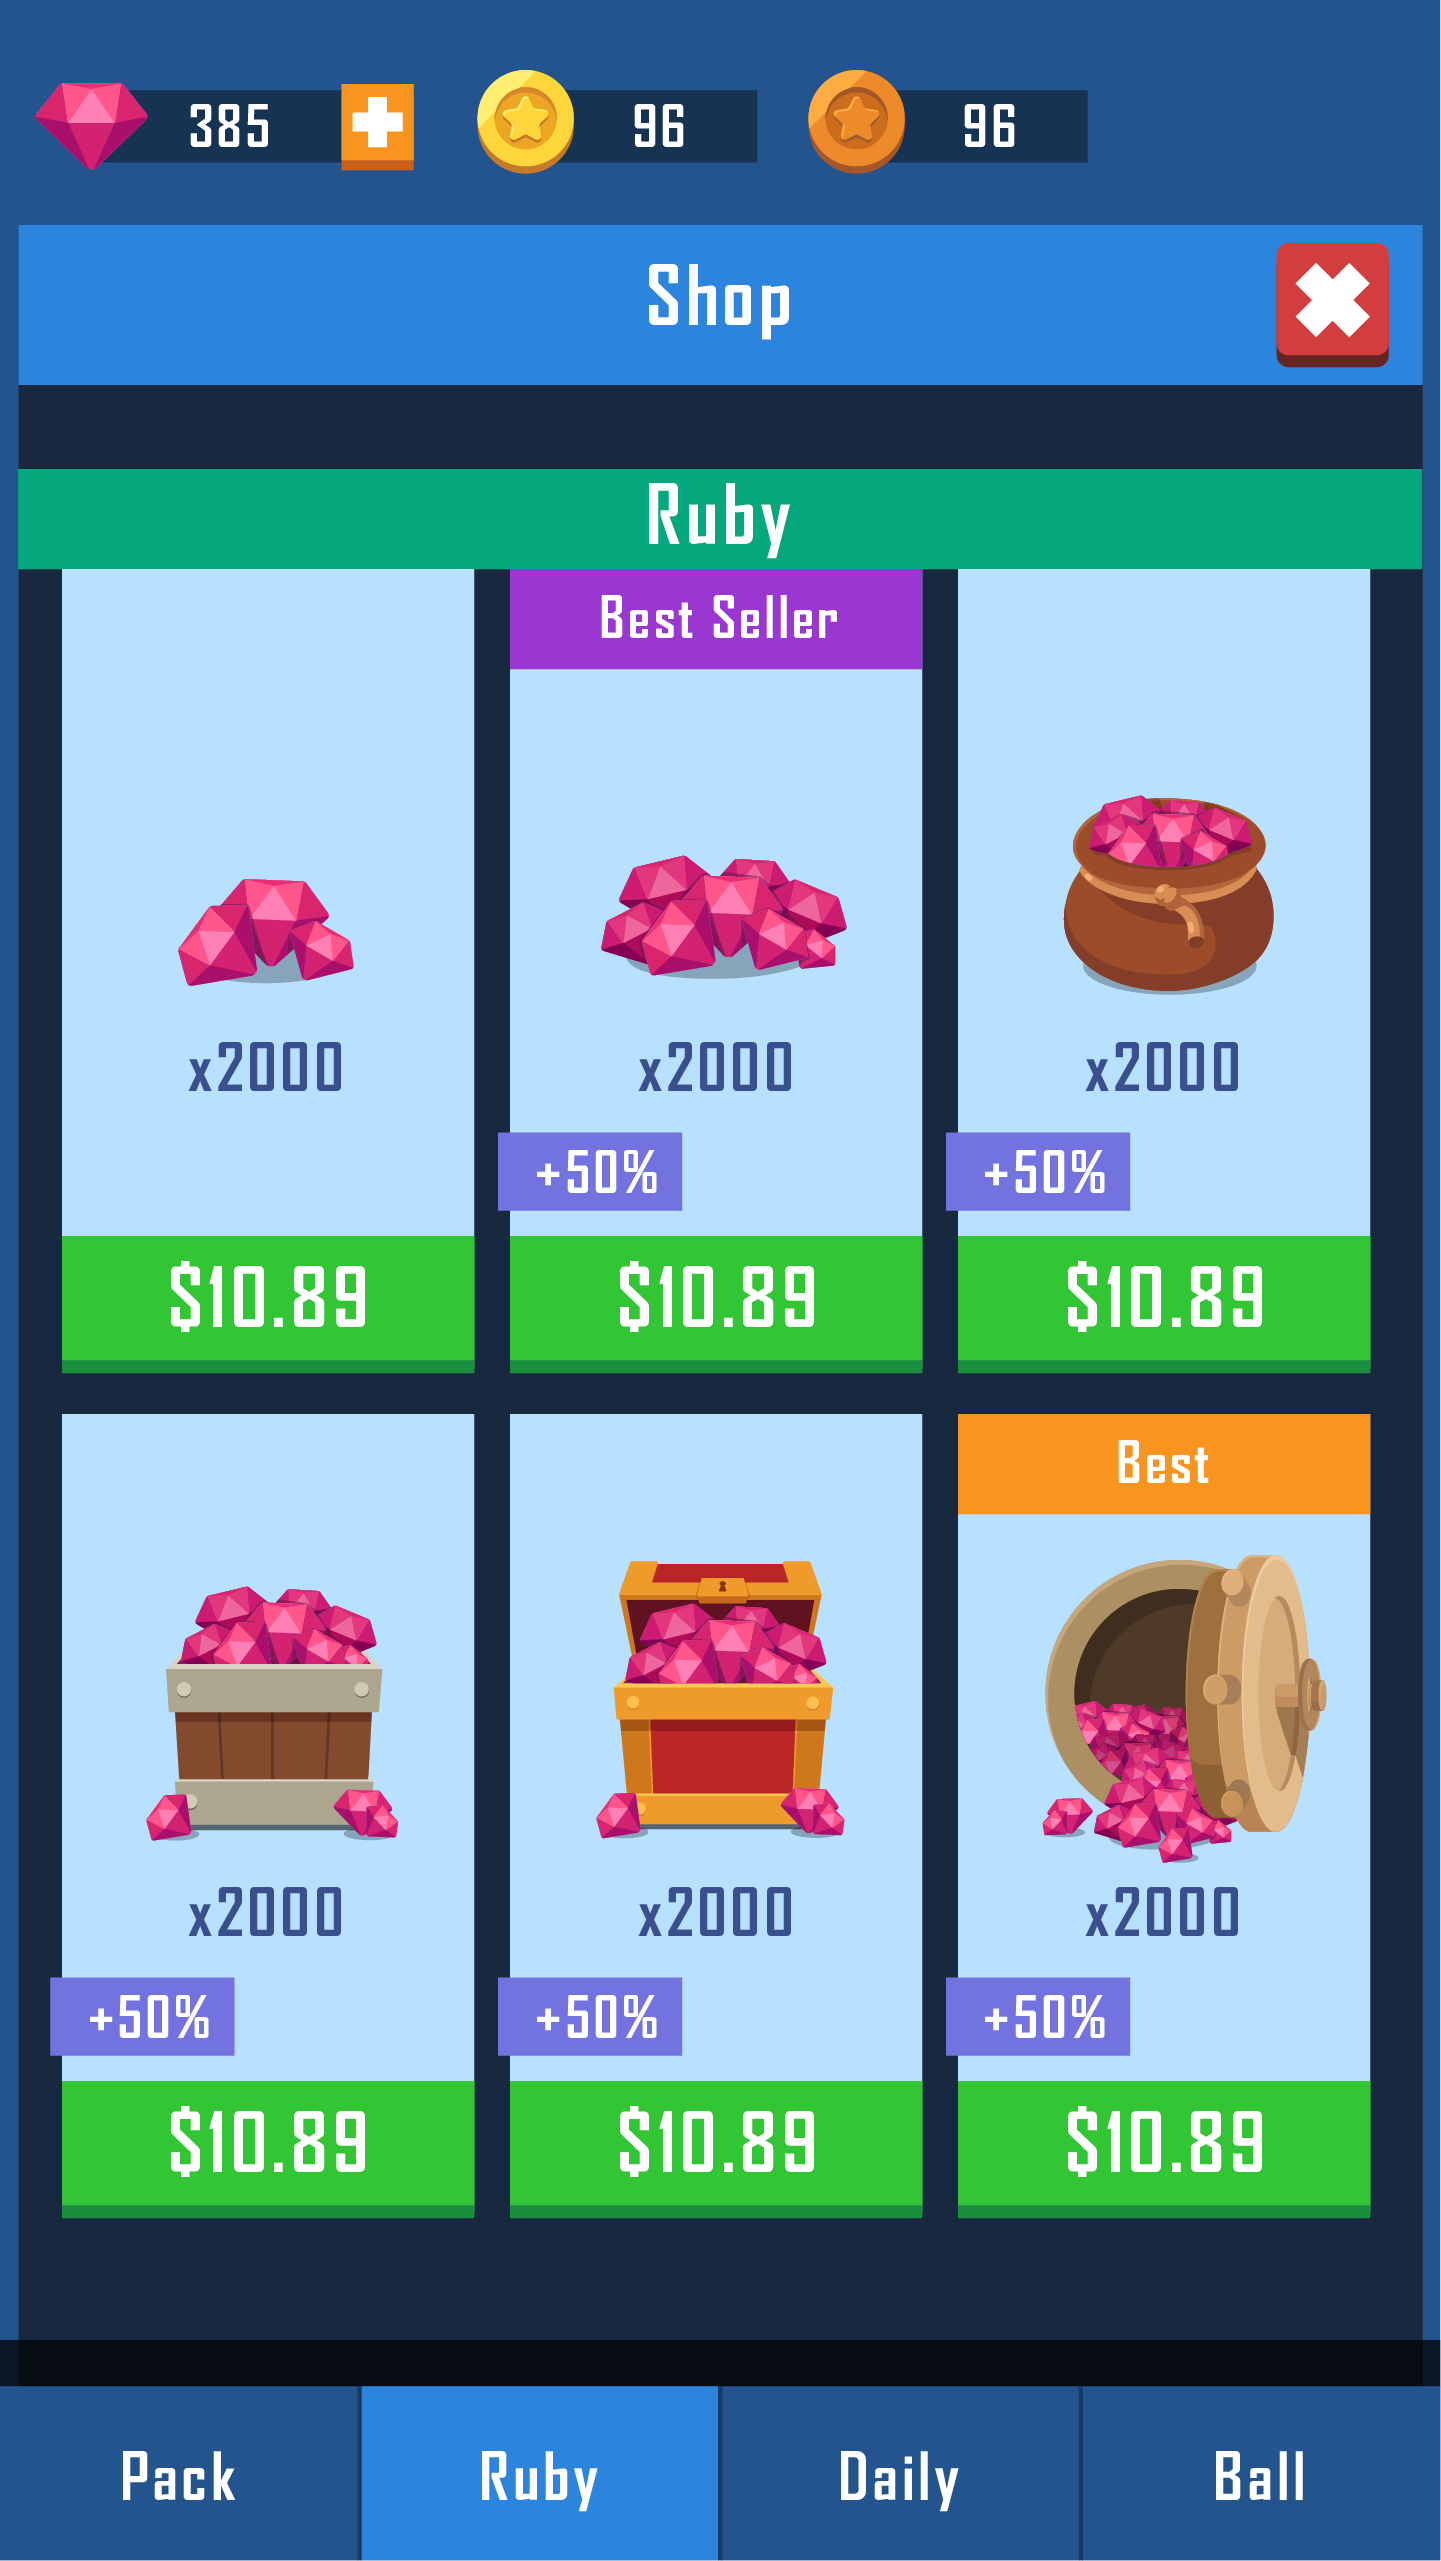 385 96 96
Shop
Ruby
Best Seller
x2000 x2000 x2000
+50% +50%
$10.89 $10.89 $10.89
Best
x2000 x2000 x2000
+50% +50% +50%
$10.89 $10.89 $10.89
Pack Ruby Daily Ball